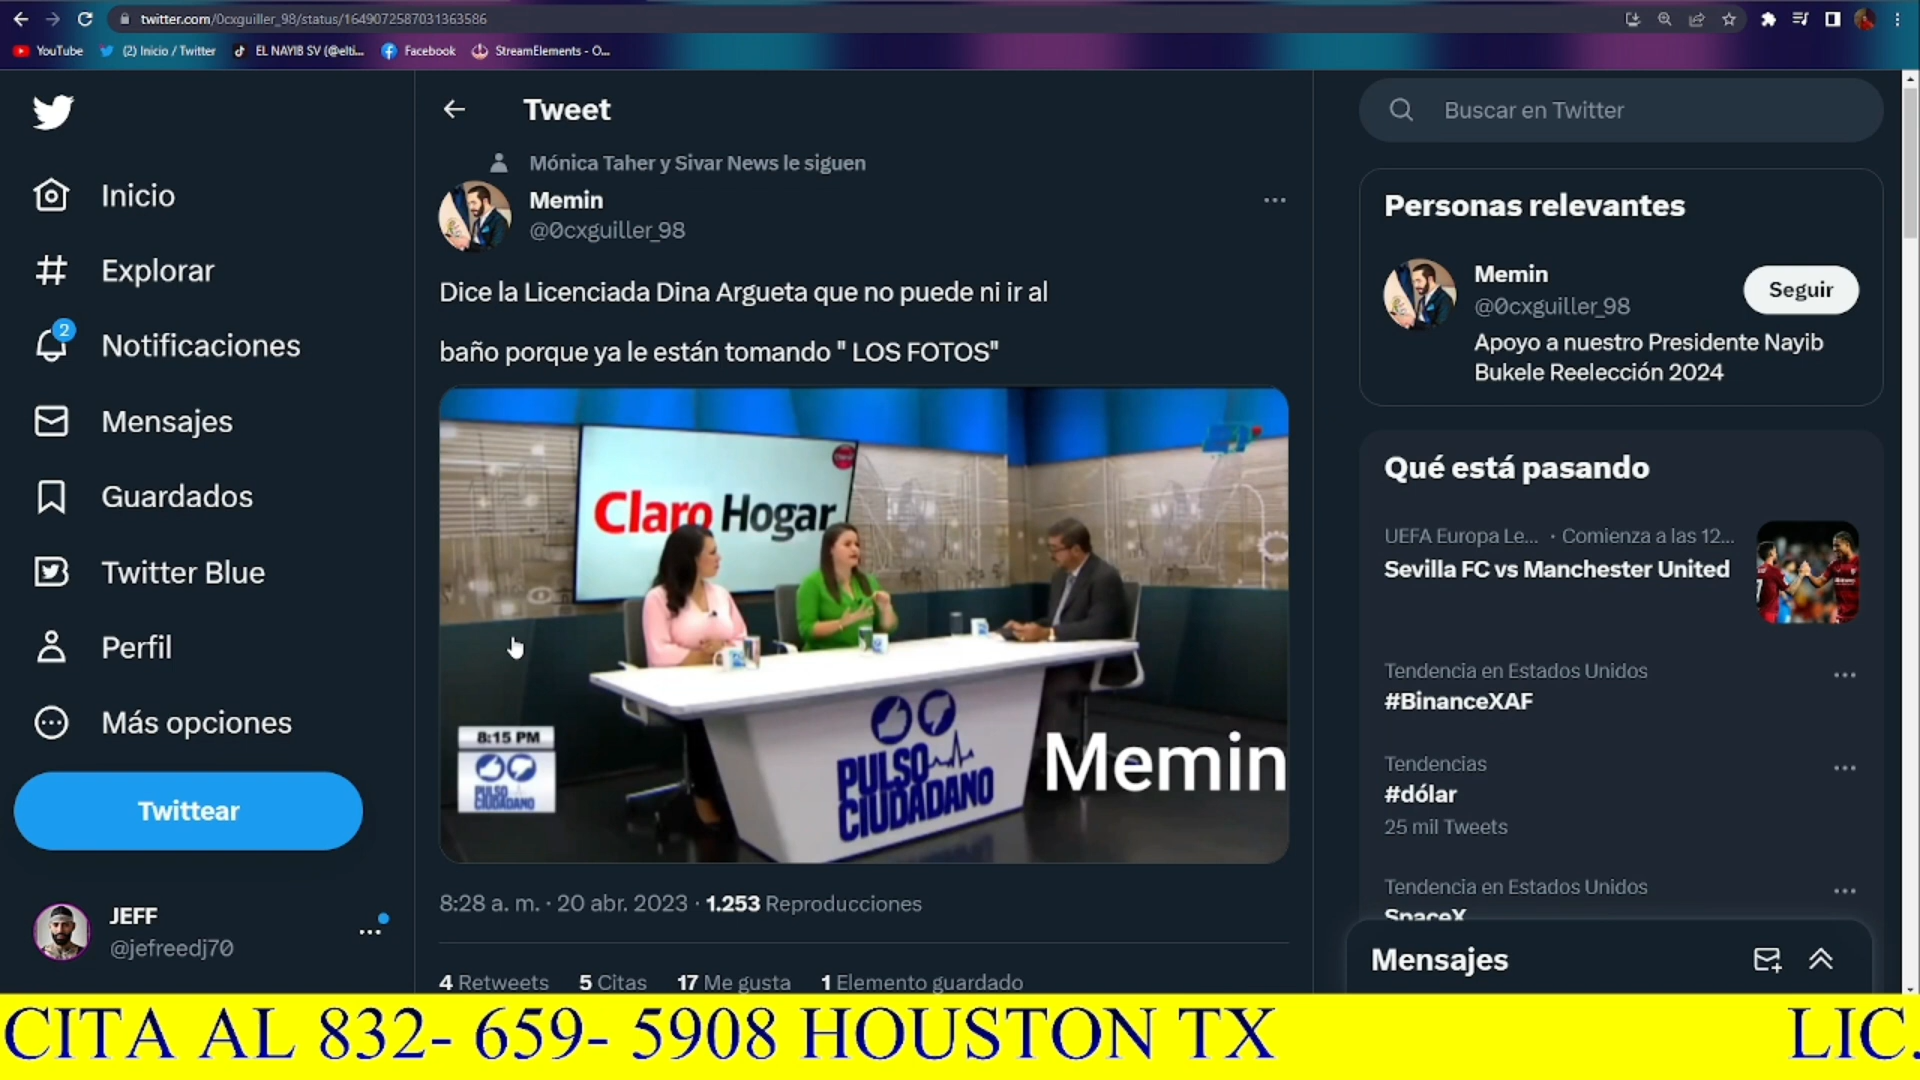 twitter.com/0cxguiller_98/status/1649072587031363586
YouTube
(2) Inicio / Twitter
EL NAYIB SV (@elti...
Facebook
StreamElements - O...
Inicio
Explorar
2
Notificaciones
Mensajes
Guardados
Twitter Blue
Perfil
Más opciones
Twittear
JEFF
@jefreedj70
Tweet
Mónica Taher y Sivar News le siguen
Memin
@0cxguiller_98
Dice la Licenciada Dina Argueta que no puede ni ir al
baño porque ya le están tomando " LOS FOTOS"
Claro
Claro Hogar
8:15 PM
PULSO
CIUDADANO
PULSO
CIUDADANO
Memin
8:28 a. m. · 20 abr. 2023 · 1.253 Reproducciones
4 Retweets 5 Citas 17 Me gusta 1 Elemento guardado
Buscar en Twitter
Personas relevantes
Memin
@0cxguiller_98
Seguir
Apoyo a nuestro Presidente Nayib
Bukele Reelección 2024
Qué está pasando
UEFA Europa Le... · Comienza a las 12...
Sevilla FC vs Manchester United
Tendencia en Estados Unidos
#BinanceXAF
Tendencias
#dólar
25 mil Tweets
Tendencia en Estados Unidos
SpaceX
Mensajes
CITA AL 832- 659- 5908 HOUSTON TX LIC.